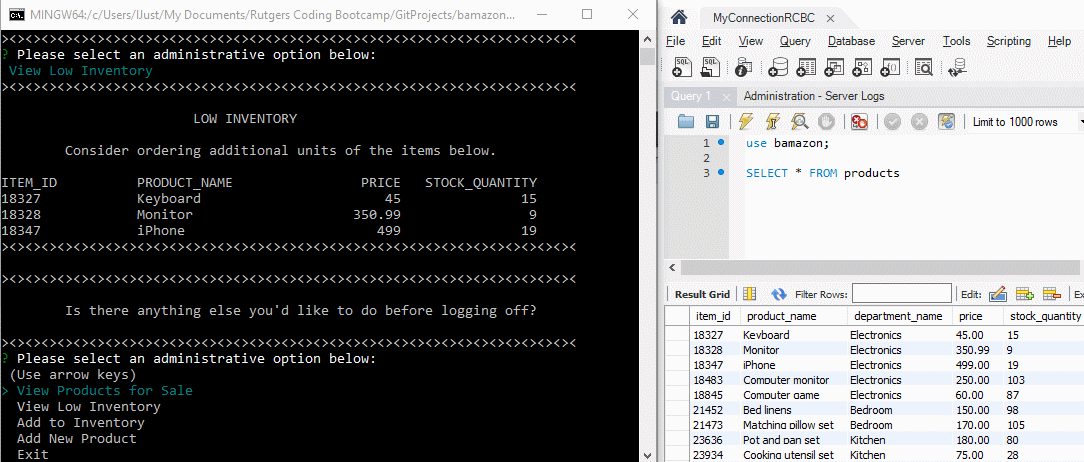 MINGW64:/c/Users/IJust/My Documents/Rutgers Coding Bootcamp/GitProjects/bamazon...
><><><><><><><><><><><><><><><><><><><><><><><><><><><><><><><><><><><><
? Please select an administrative option below:
View Low Inventory
><><><><><><><><><><><><><><><><><><><><><><><><><><><><><><><><><><><><
LOW INVENTORY
Consider ordering additional units of the items below.
ITEM_ID PRODUCT_NAME PRICE STOCK_QUANTITY
18327 Keyboard 45 15
18328 Monitor 350.99 9
18347 iPhone 499 19
><><><><><><><><><><><><><><><><><><><><><><><><><><><><><><><><><><><><
><><><><><><><><><><><><><><><><><><><><><><><><><><><><><><><><><><><><
Is there anything else you'd like to do before logging off?
><><><><><><><><><><><><><><><><><><><><><><><><><><><><><><><><><><><><
? Please select an administrative option below:
(Use arrow keys)
> View Products for Sale
View Low Inventory
Add to Inventory
Add New Product
Exit
MyConnectionRCBC
File Edit View Query Database Server Tools Scripting Help
Query 1 Administration - Server Logs
Limit to 1000 rows
1 use bamazon;
2
3 SELECT * FROM products
Result Grid Filter Rows: Edit:
item_id product_name department_name price stock_quantity
18327 Keyboard Electronics 45.00 15
18328 Monitor Electronics 350.99 9
18347 iPhone Electronics 499.00 19
18483 Computer monitor Electronics 250.00 103
18845 Computer game Electronics 60.00 87
21452 Bed linens Bedroom 150.00 98
21473 Matching pillow set Bedroom 170.00 105
23636 Pot and pan set Kitchen 180.00 80
23934 Cooking utensil set Kitchen 75.00 28